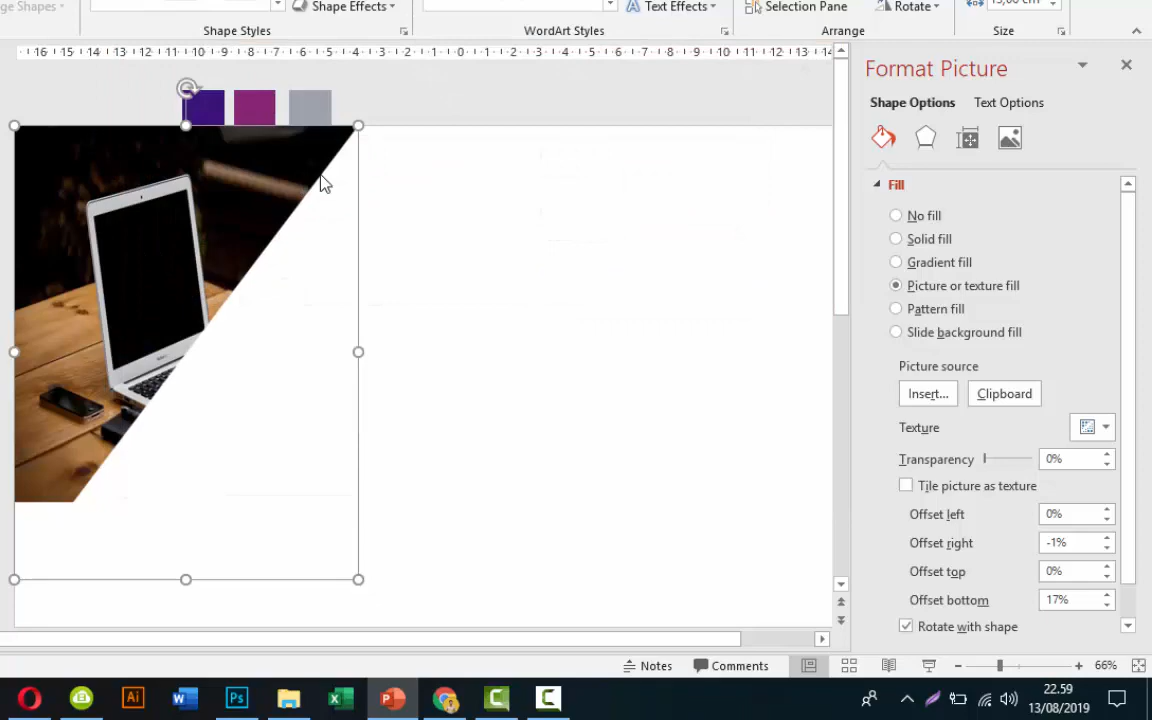 ge Shapes
Shape Effects
Text Effects
Selection Pane
Rotate
Shape Styles
WordArt Styles
Arrange
Size
16 15 14 13 12 11 10 9 8 7 6 5 4 3 2 1 0 1 2 3 4 5 6 7 8 9 10 11 12 13 14
Format Picture
Shape Options Text Options
Fill
No fill
Solid fill
Gradient fill
Picture or texture fill
Pattern fill
Slide background fill
Picture source
Insert... Clipboard
Texture
Transparency 0%
Tile picture as texture
Offset left 0%
Offset right -1%
Offset top 0%
Offset bottom 17%
Rotate with shape
Notes Comments 66%
Ai Ps
22.59
13/08/2019